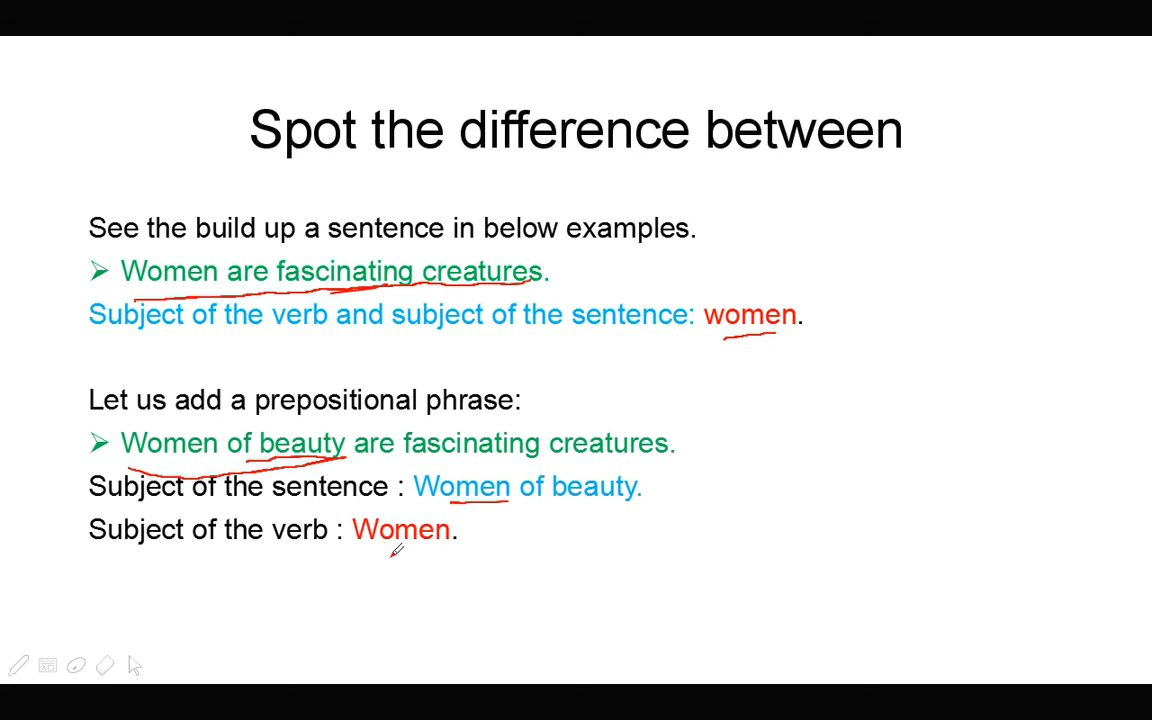 Spot the difference between
See the build up a sentence in below examples.
Women are fascinating creatures.
Subject of the verb and subject of the sentence: women.
Let us add a prepositional phrase:
Women of beauty are fascinating creatures.
Subject of the sentence : Women of beauty.
Subject of the verb : Women.